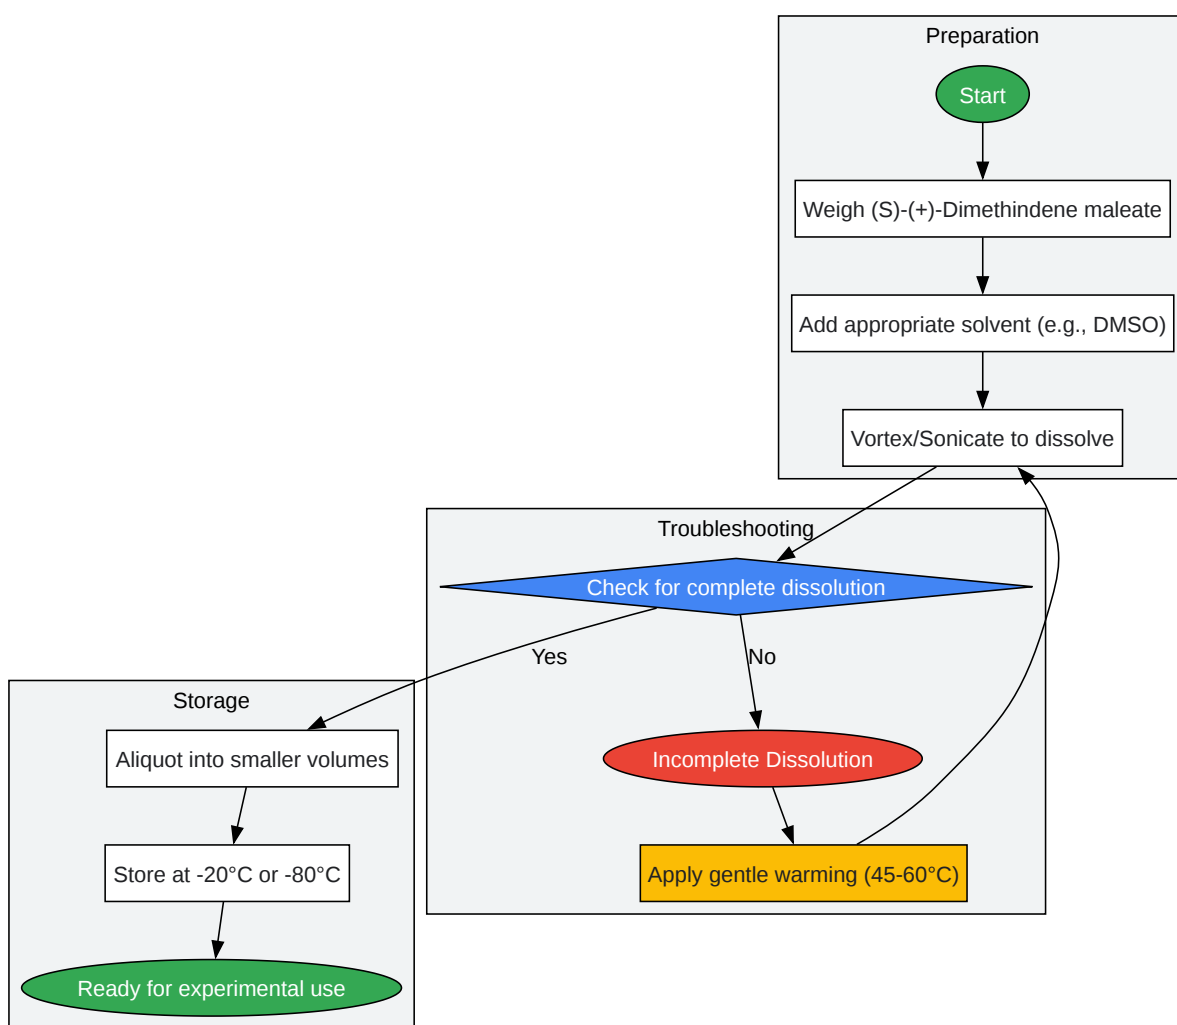 Preparation
Start
Weigh (S)-(+)-Dimethindene maleate
Add appropriate solvent (e.g., DMSO)
Vortex/Sonicate to dissolve
Troubleshooting
Check for complete dissolution
Yes
No
Incomplete Dissolution
Apply gentle warming (45-60°C)
Storage
Aliquot into smaller volumes
Store at -20°C or -80°C
Ready for experimental use